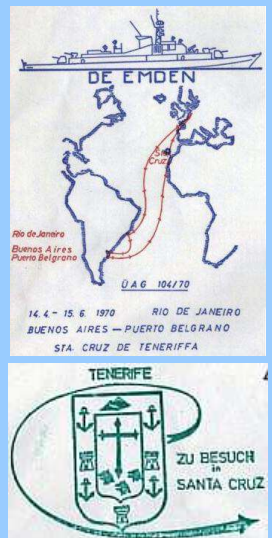 DE EMDEN
Sta
Cruz
Rio de Janeiro
Buenos Aires
Puerto Belgrano
ÜAG 104/70
14.4. – 15.6. 1970 RIO DE JANEIRO
BUENOS AIRES — PUERTO BELGRANO
STA. CRUZ DE TENERIFFA
TENERIFE
ZU BESUCH
in
SANTA CRUZ